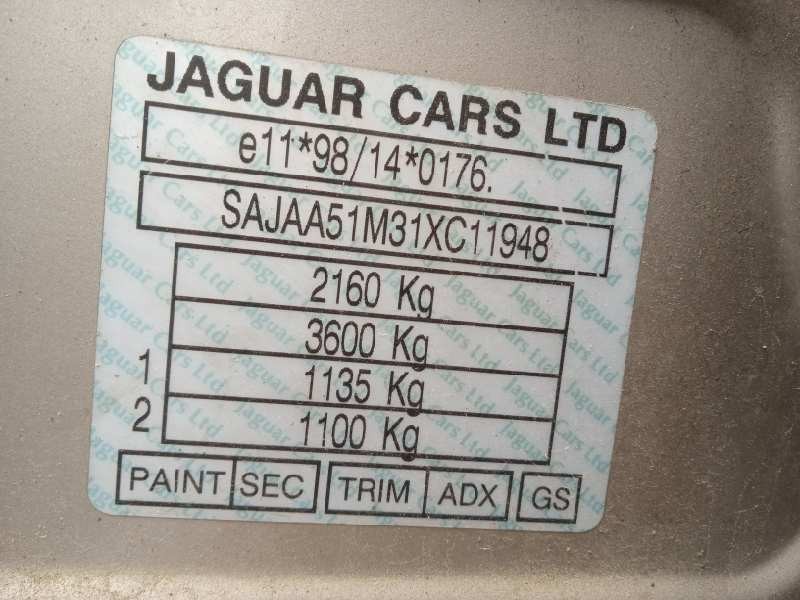 JAGUAR CARS LTD
e11*98/14*0176.
SAJAA51M31XC11948
2160 Kg
3600 Kg
1 1135 Kg
2 1100 Kg
PAINT SEC TRIM ADX GS